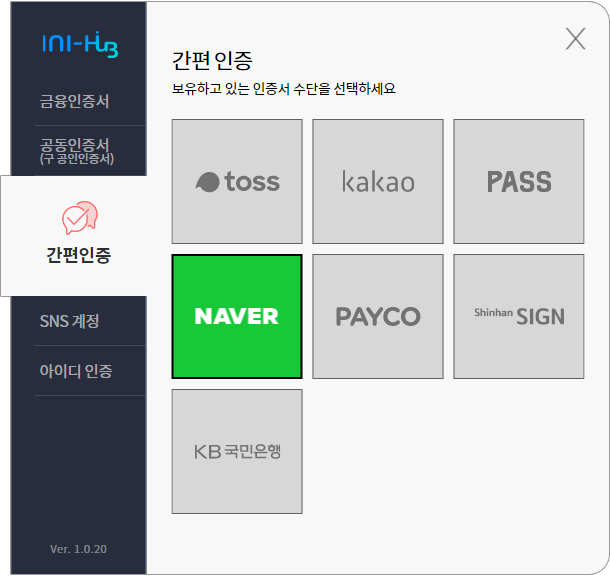 INI-HUB
금융인증서
공동인증서
(구 공인인증서)
간편인증
SNS 계정
아이디 인증
Ver. 1.0.20
간편 인증
보유하고 있는 인증서 수단을 선택하세요
toss
kakao
PASS
NAVER
PAYCO
Shinhan SIGN
KB 국민은행